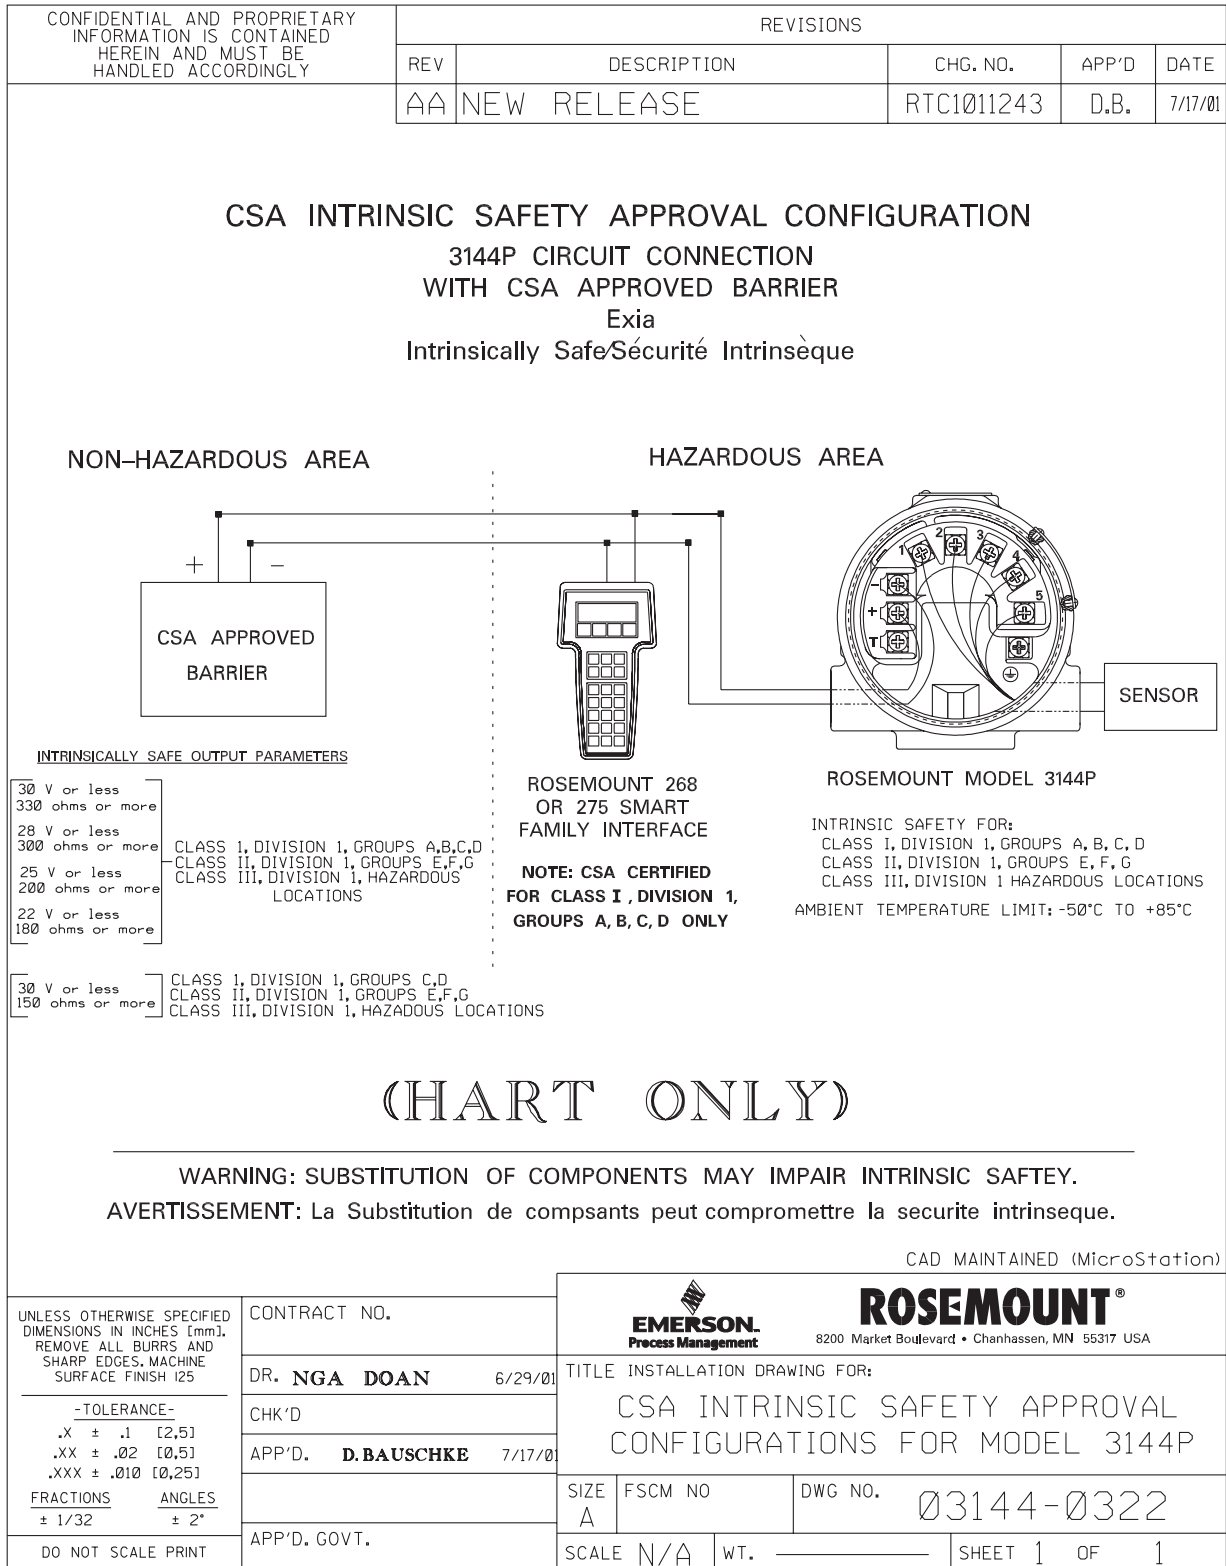 CONFIDENTIAL AND PROPRIETARY
INFORMATION IS CONTAINED
HEREIN AND MUST BE
HANDLED ACCORDINGLY
REVISIONS
REV DESCRIPTION CHG. NO. APP'D DATE
AA NEW RELEASE RTC1011243 D.B. 7/17/01
CSA INTRINSIC SAFETY APPROVAL CONFIGURATION
3144P CIRCUIT CONNECTION
WITH CSA APPROVED BARRIER
Exia
Intrinsically Safe/Sécurité Intrinsèque
NON-HAZARDOUS AREA
HAZARDOUS AREA
+ -
CSA APPROVED
BARRIER
1 2 3 4 5
-
+
T
SENSOR
INTRINSICALLY SAFE OUTPUT PARAMETERS
30 V or less
330 ohms or more
28 V or less
300 ohms or more
25 V or less
200 ohms or more
22 V or less
180 ohms or more
CLASS 1, DIVISION 1, GROUPS A,B,C,D
CLASS II, DIVISION 1, GROUPS E,F,G
CLASS III, DIVISION 1, HAZARDOUS
LOCATIONS
30 V or less
150 ohms or more
CLASS 1, DIVISION 1, GROUPS C,D
CLASS II, DIVISION 1, GROUPS E,F,G
CLASS III, DIVISION 1, HAZADOUS LOCATIONS
ROSEMOUNT 268
OR 275 SMART
FAMILY INTERFACE
NOTE: CSA CERTIFIED
FOR CLASS I , DIVISION 1,
GROUPS A, B, C, D ONLY
ROSEMOUNT MODEL 3144P
INTRINSIC SAFETY FOR:
CLASS I, DIVISION 1, GROUPS A, B, C, D
CLASS II, DIVISION 1, GROUPS E, F, G
CLASS III, DIVISION 1 HAZARDOUS LOCATIONS
AMBIENT TEMPERATURE LIMIT: -50°C TO +85°C
(HART ONLY)
WARNING: SUBSTITUTION OF COMPONENTS MAY IMPAIR INTRINSIC SAFTEY.
AVERTISSEMENT: La Substitution de compsants peut compromettre la securite intrinseque.
CAD MAINTAINED (MicroStation)
UNLESS OTHERWISE SPECIFIED
DIMENSIONS IN INCHES [mm].
REMOVE ALL BURRS AND
SHARP EDGES. MACHINE
SURFACE FINISH 125
-TOLERANCE-
.X ± .1 [2,5]
.XX ± .02 [0,5]
.XXX ± .010 [0,25]
FRACTIONS ANGLES
± 1/32 ± 2°
DO NOT SCALE PRINT
CONTRACT NO.
DR. NGA DOAN 6/29/01
CHK'D
APP'D. D. BAUSCHKE 7/17/01
APP'D. GOVT.
EMERSON.
Process Management
ROSEMOUNT®
8200 Market Boulevard • Chanhassen, MN 55317 USA
TITLE INSTALLATION DRAWING FOR:
CSA INTRINSIC SAFETY APPROVAL
CONFIGURATIONS FOR MODEL 3144P
SIZE A FSCM NO DWG NO. 03144-0322
SCALE N/A WT. SHEET 1 OF 1